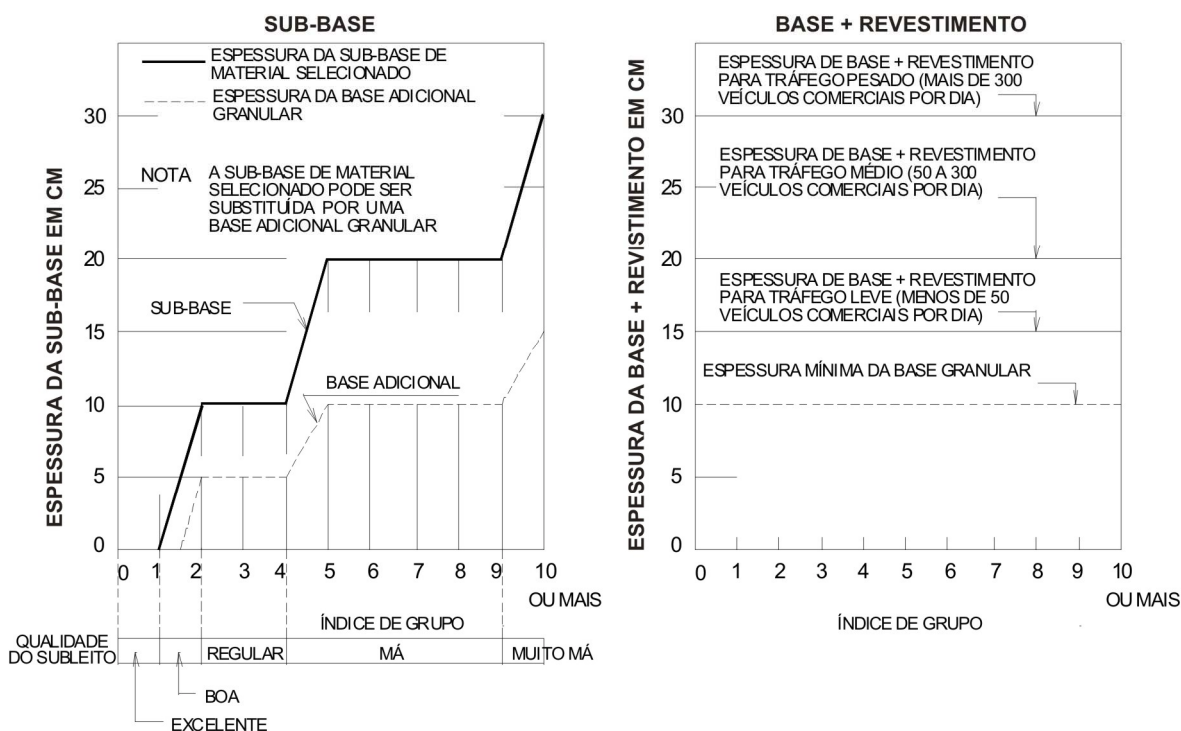 SUB-BASE
ESPESSURA DA SUB-BASE DE
MATERIAL SELECIONADO
ESPESSURA DA BASE ADICIONAL
GRANULAR
NOTA
A SUB-BASE DE MATERIAL
SELECIONADO PODE SER
SUBSTITUÍDA POR UMA
BASE ADICIONAL GRANULAR
SUB-BASE
BASE ADICIONAL
ESPESSURA DA SUB-BASE EM CM
30
25
20
15
10
5
0
0 1 2 3 4 5 6 7 8 9 10
OU MAIS
ÍNDICE DE GRUPO
QUALIDADE
DO SUBLEITO
REGULAR
MÁ
MUITO MÁ
BOA
EXCELENTE
BASE + REVESTIMENTO
ESPESSURA DE BASE + REVESTIMENTO
PARA TRÁFEGO PESADO (MAIS DE 300
VEÍCULOS COMERCIAIS POR DIA)
ESPESSURA DE BASE + REVESTIMENTO
PARA TRÁFEGO MÉDIO (50 A 300
VEÍCULOS COMERCIAIS POR DIA)
ESPESSURA DE BASE + REVESTIMENTO
PARA TRÁFEGO LEVE (MENOS DE 50
VEÍCULOS COMERCIAIS POR DIA)
ESPESSURA MÍNIMA DA BASE GRANULAR
ESPESSURA DA BASE + REVISTIMENTO EM CM
30
25
20
15
10
5
0
0 1 2 3 4 5 6 7 8 9 10
OU MAIS
ÍNDICE DE GRUPO